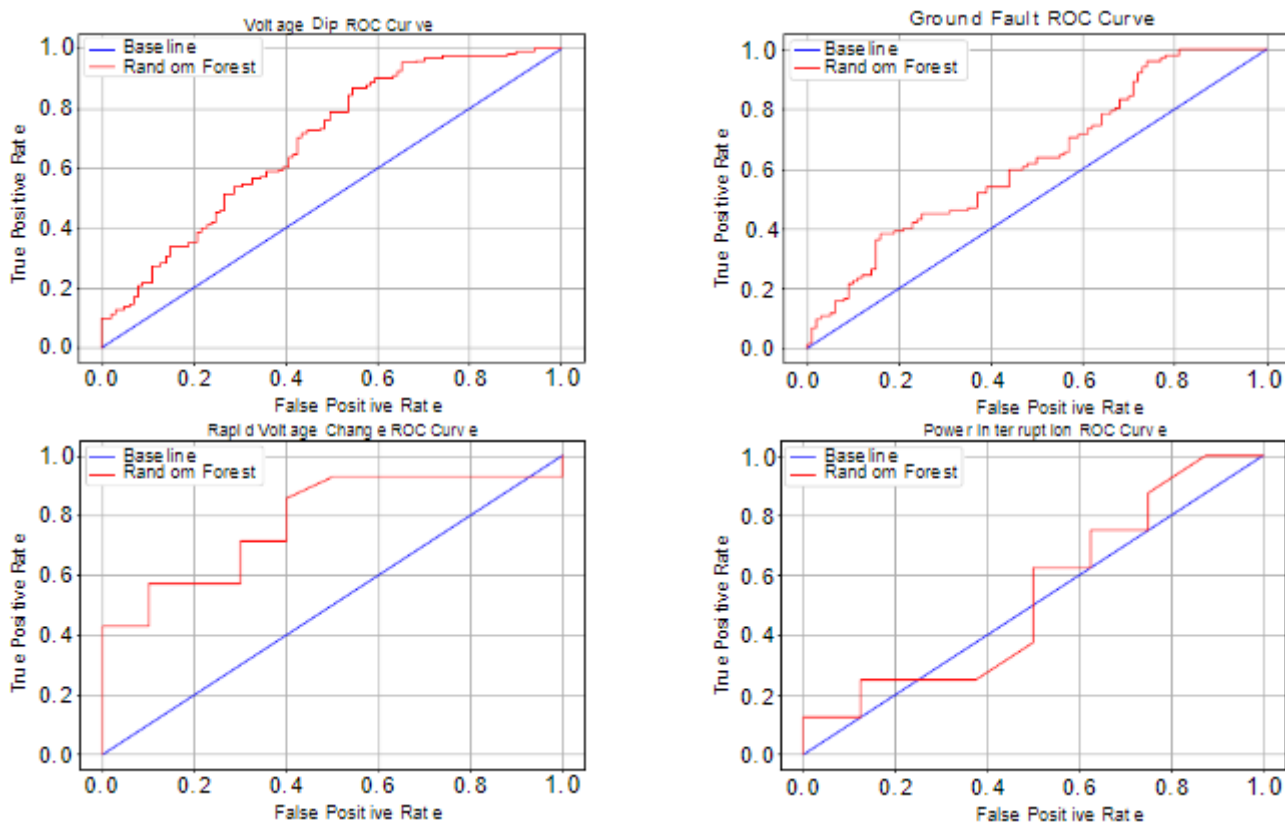 Voltage Dip ROC Curve
Baseline
Random Forest
1.0
0.8
0.6
0.4
0.2
0.0
True Positive Rate
0.0 0.2 0.4 0.6 0.8 1.0
False Positive Rate
Ground Fault ROC Curve
Baseline
Random Forest
1.0
0.8
0.6
0.4
0.2
0.0
True Positive Rate
0.0 0.2 0.4 0.6 0.8 1.0
False Positive Rate
Rapid Voltage Change ROC Curve
Baseline
Random Forest
1.0
0.8
0.6
0.4
0.2
0.0
True Positive Rate
0.0 0.2 0.4 0.6 0.8 1.0
False Positive Rate
Power Interruption ROC Curve
Baseline
Random Forest
1.0
0.8
0.6
0.4
0.2
0.0
True Positive Rate
0.0 0.2 0.4 0.6 0.8 1.0
False Positive Rate